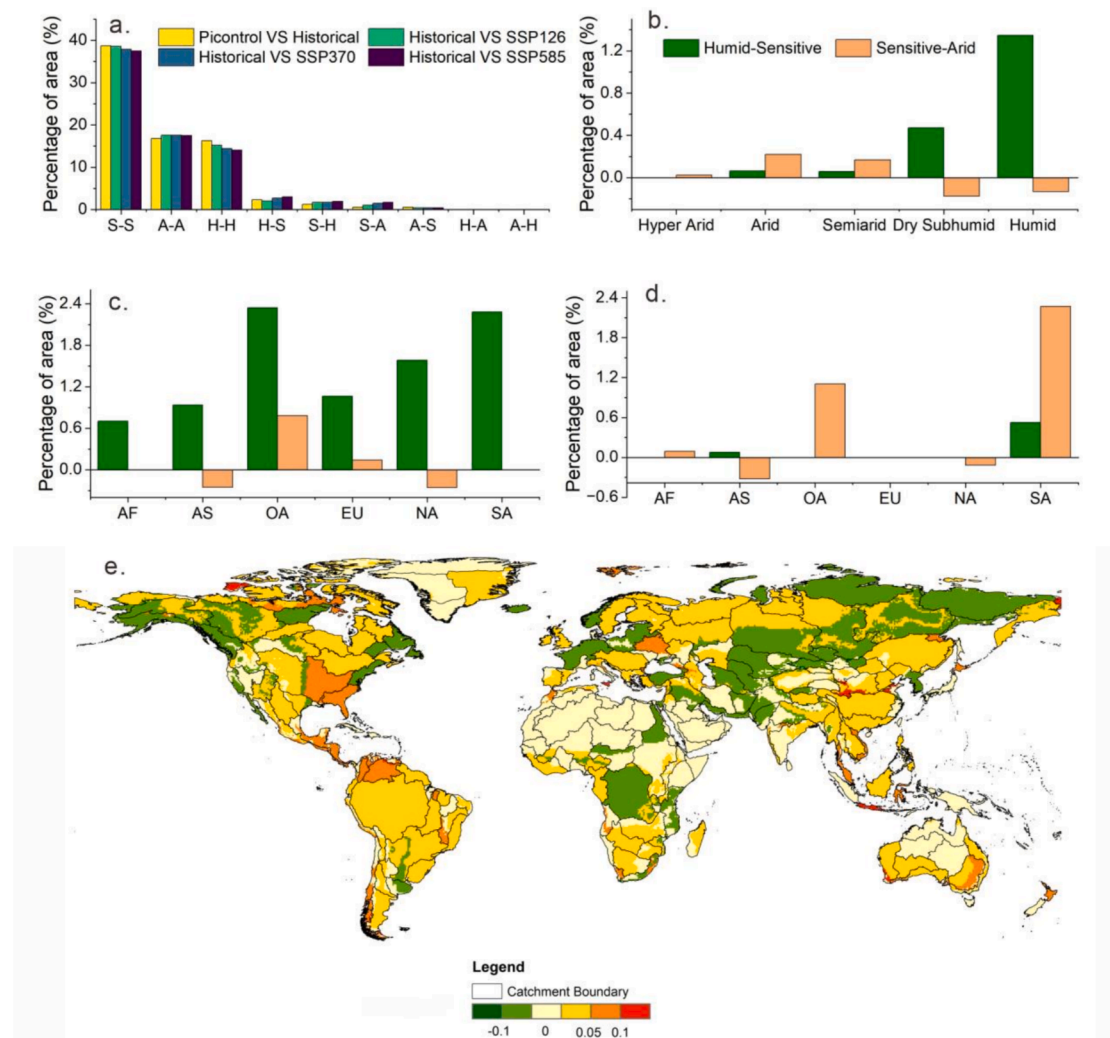 a.
Picontrol VS Historical
Historical VS SSP126
Historical VS SSP370
Historical VS SSP585
Percentage of area (%)
40
30
20
10
0
S-S A-A H-H H-S S-H S-A A-S H-A A-H
b.
Humid-Sensitive Sensitive-Arid
Percentage of area (%)
1.2
0.8
0.4
0.0
Hyper Arid Arid Semiarid Dry Subhumid Humid
c.
Percentage of area (%)
2.4
1.8
1.2
0.6
0.0
AF AS OA EU NA SA
d.
Percentage of area (%)
2.4
1.8
1.2
0.6
0.0
−0.6
AF AS OA EU NA SA
e.
Legend
Catchment Boundary
-0.1 0 0.05 0.1